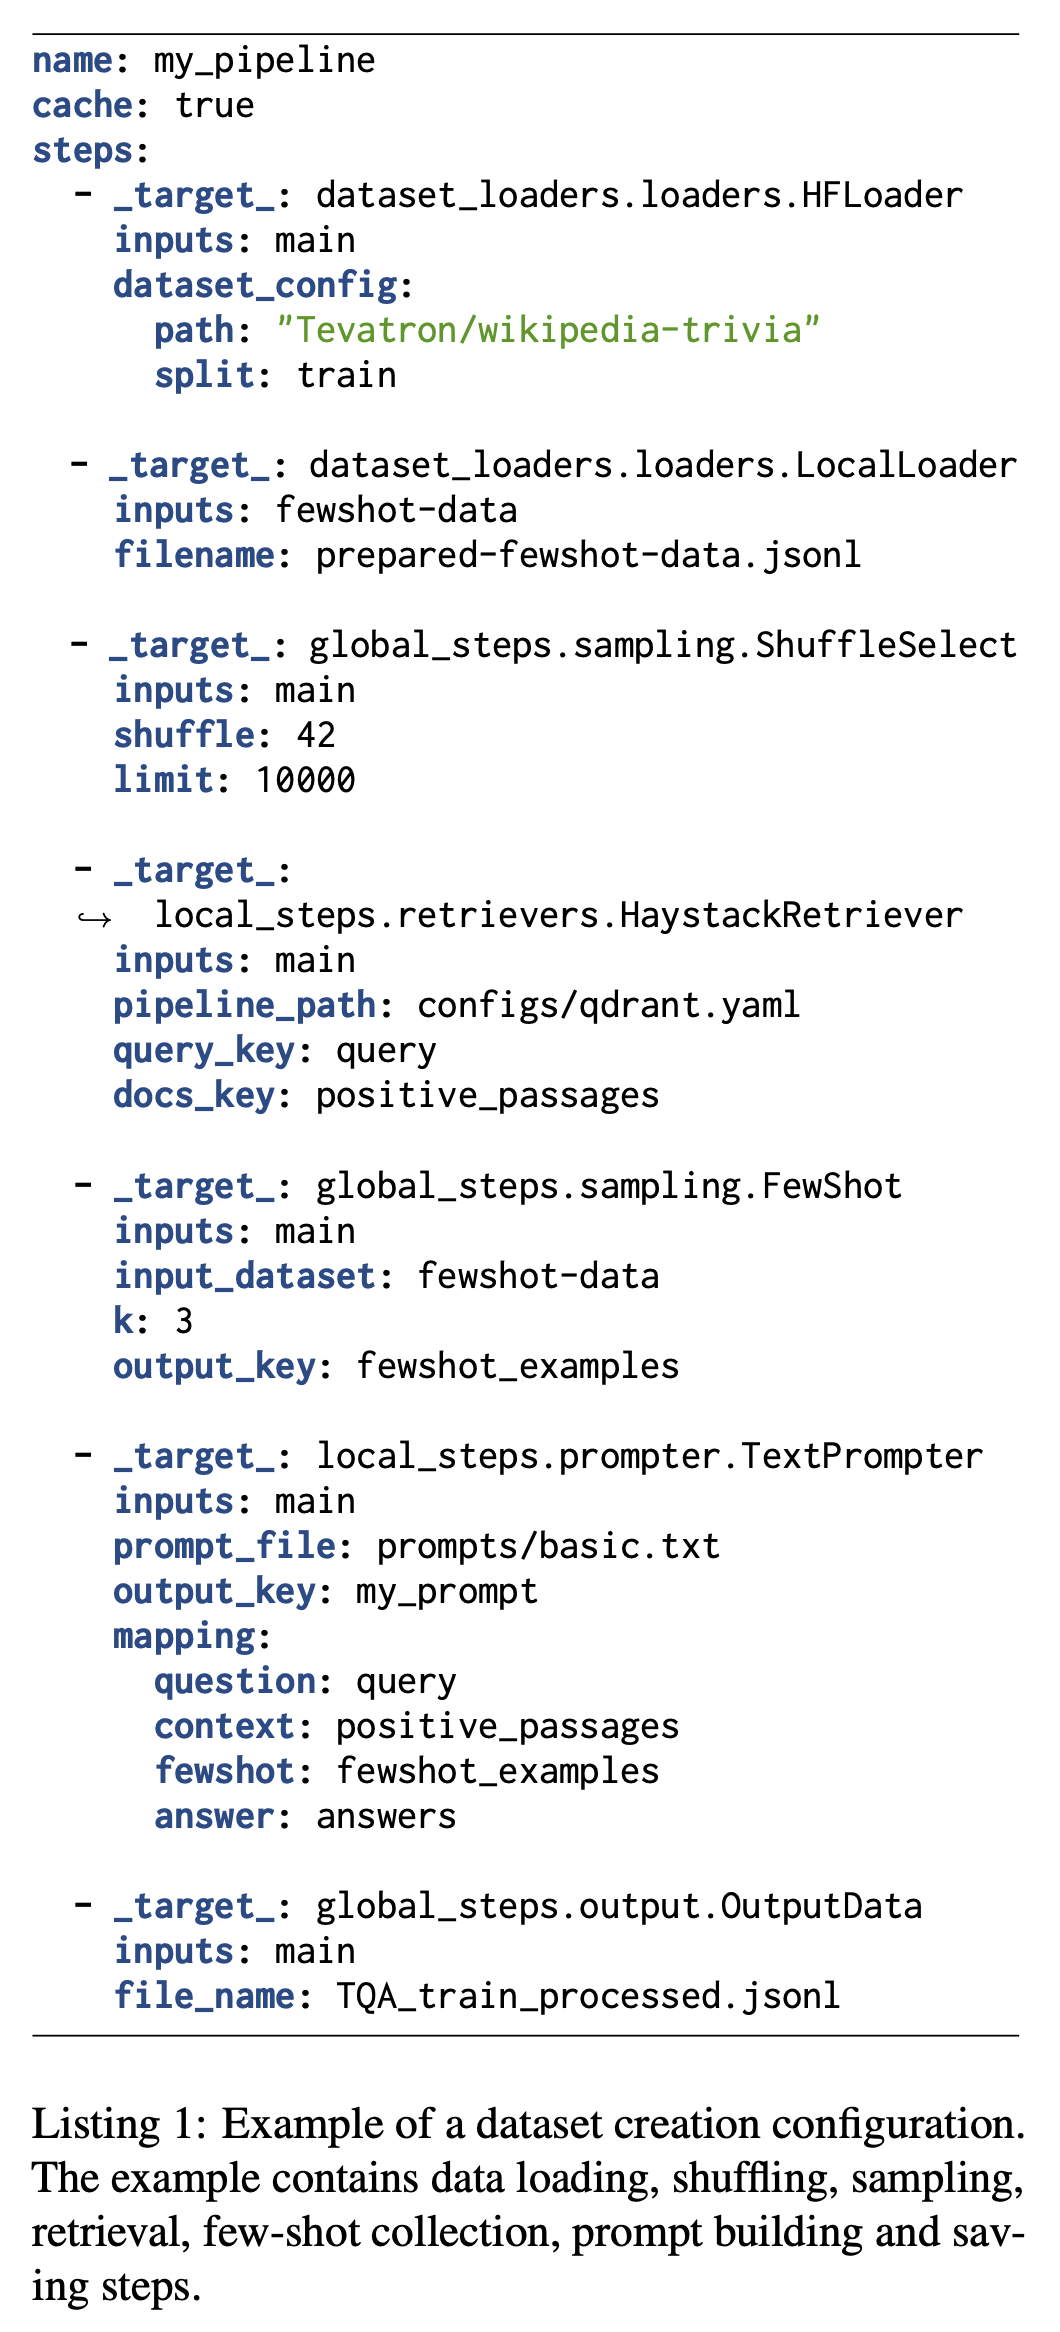 name: my_pipeline
cache: true
steps:
  - _target_: dataset_loaders.loaders.HFLoader
    inputs: main
    dataset_config:
      path: "Tevatron/wikipedia-trivia"
      split: train

  - _target_: dataset_loaders.loaders.LocalLoader
    inputs: fewshot-data
    filename: prepared-fewshot-data.jsonl

  - _target_: global_steps.sampling.ShuffleSelect
    inputs: main
    shuffle: 42
    limit: 10000

  - _target_:
  ↪  local_steps.retrievers.HaystackRetriever
    inputs: main
    pipeline_path: configs/qdrant.yaml
    query_key: query
    docs_key: positive_passages

  - _target_: global_steps.sampling.FewShot
    inputs: main
    input_dataset: fewshot-data
    k: 3
    output_key: fewshot_examples

  - _target_: local_steps.prompter.TextPrompter
    inputs: main
    prompt_file: prompts/basic.txt
    output_key: my_prompt
    mapping:
      question: query
      context: positive_passages
      fewshot: fewshot_examples
      answer: answers

  - _target_: global_steps.output.OutputData
    inputs: main
    file_name: TQA_train_processed.jsonl

Listing 1: Example of a dataset creation configuration.
The example contains data loading, shuffling, sampling,
retrieval, few-shot collection, prompt building and sav-
ing steps.